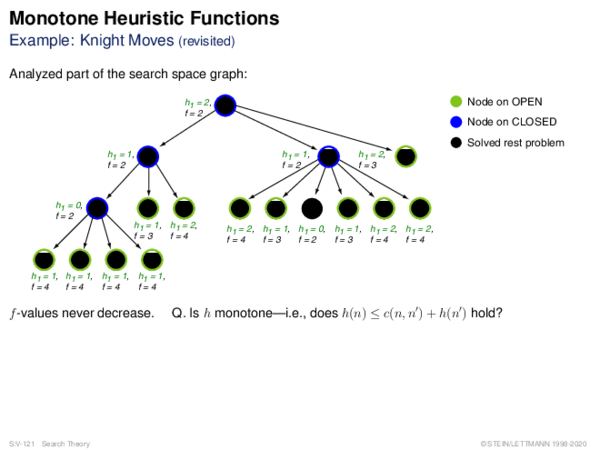 Monotone Heuristic Functions
Example: Knight Moves (revisited)
Analyzed part of the search space graph:
Node on OPEN
Node on CLOSED
Solved rest problem
h1 = 2,
f = 2
h1 = 1,
f = 2
h1 = 1,
f = 2
h1 = 2,
f = 3
h1 = 0,
f = 2
h1 = 1,
f = 3
h1 = 2,
f = 4
h1 = 2,
f = 4
h1 = 1,
f = 3
h1 = 0,
f = 2
h1 = 1,
f = 3
h1 = 2,
f = 4
h1 = 2,
f = 4
h1 = 1,
f = 4
h1 = 1,
f = 4
h1 = 1,
f = 4
h1 = 1,
f = 4
f-values never decrease. Q. Is h monotone—i.e., does h(n) ≤ c(n, n′) + h(n′) hold?
S:V-121 Search Theory
©STEIN/LETTMANN 1998-2020